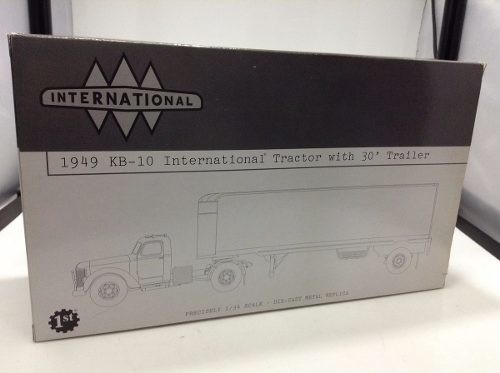 INTERNATIONAL
1949 KB-10 International® Tractor with 30' Trailer
PRECISELY 1/34 SCALE - DIE-CAST METAL REPLICA
1st